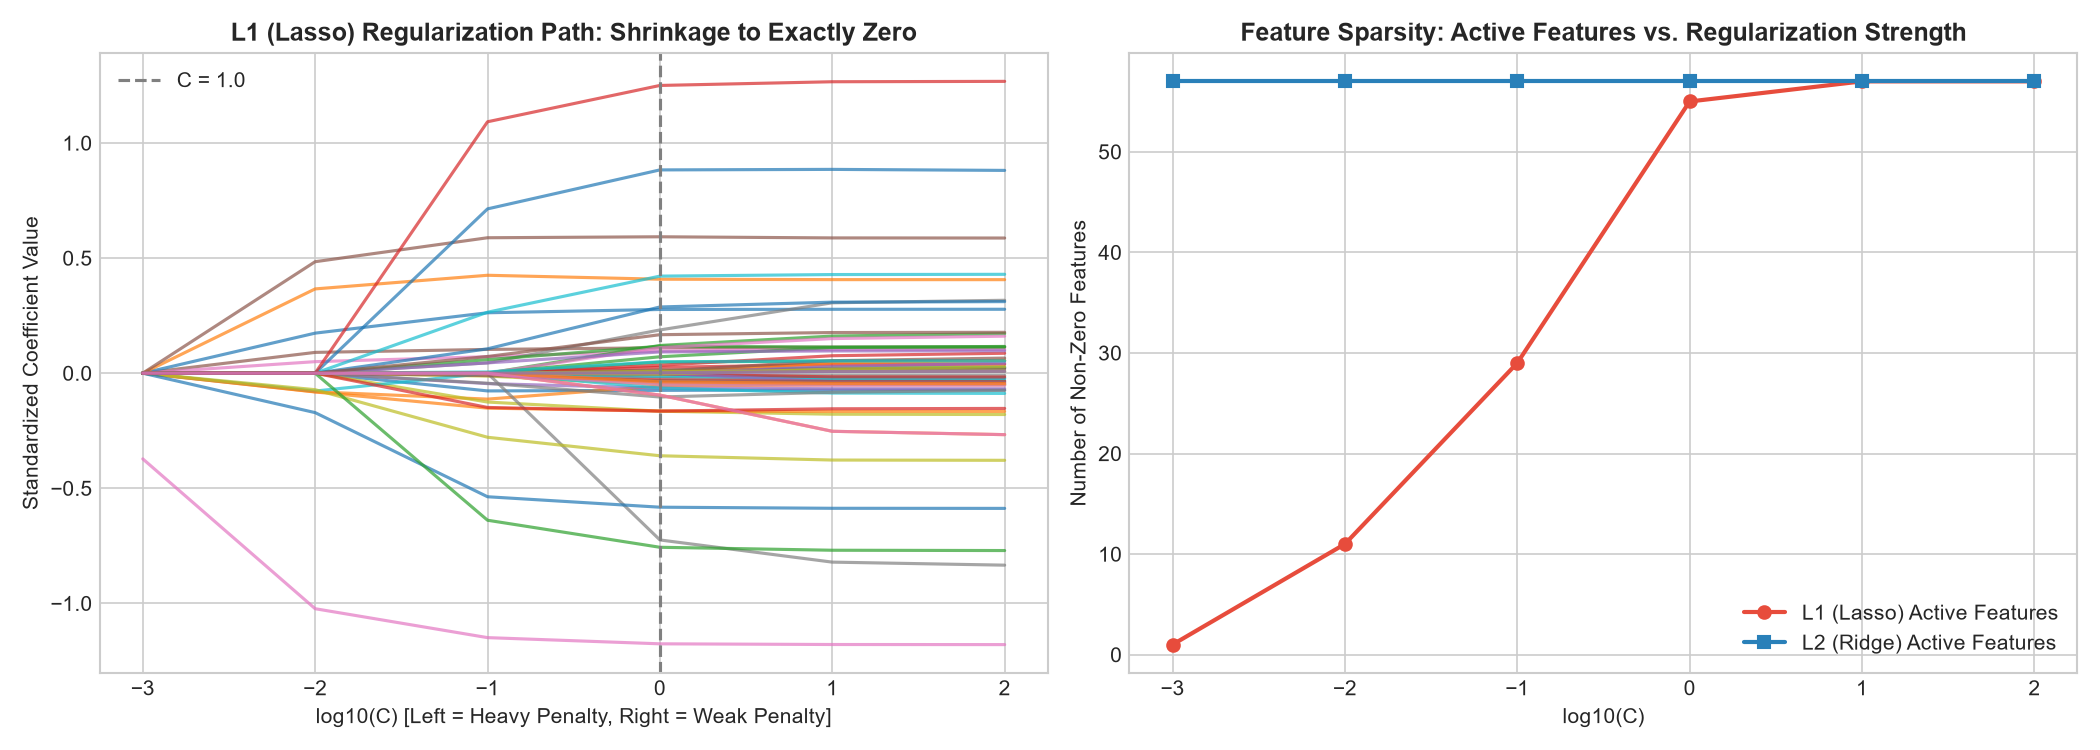 L1 (Lasso) Regularization Path: Shrinkage to Exactly Zero
C = 1.0
Standardized Coefficient Value
1.0
0.5
0.0
−0.5
−1.0
−3 −2 −1 0 1 2
log10(C) [Left = Heavy Penalty, Right = Weak Penalty]
Feature Sparsity: Active Features vs. Regularization Strength
Number of Non-Zero Features
50
40
30
20
10
0
L1 (Lasso) Active Features
L2 (Ridge) Active Features
−3 −2 −1 0 1 2
log10(C)